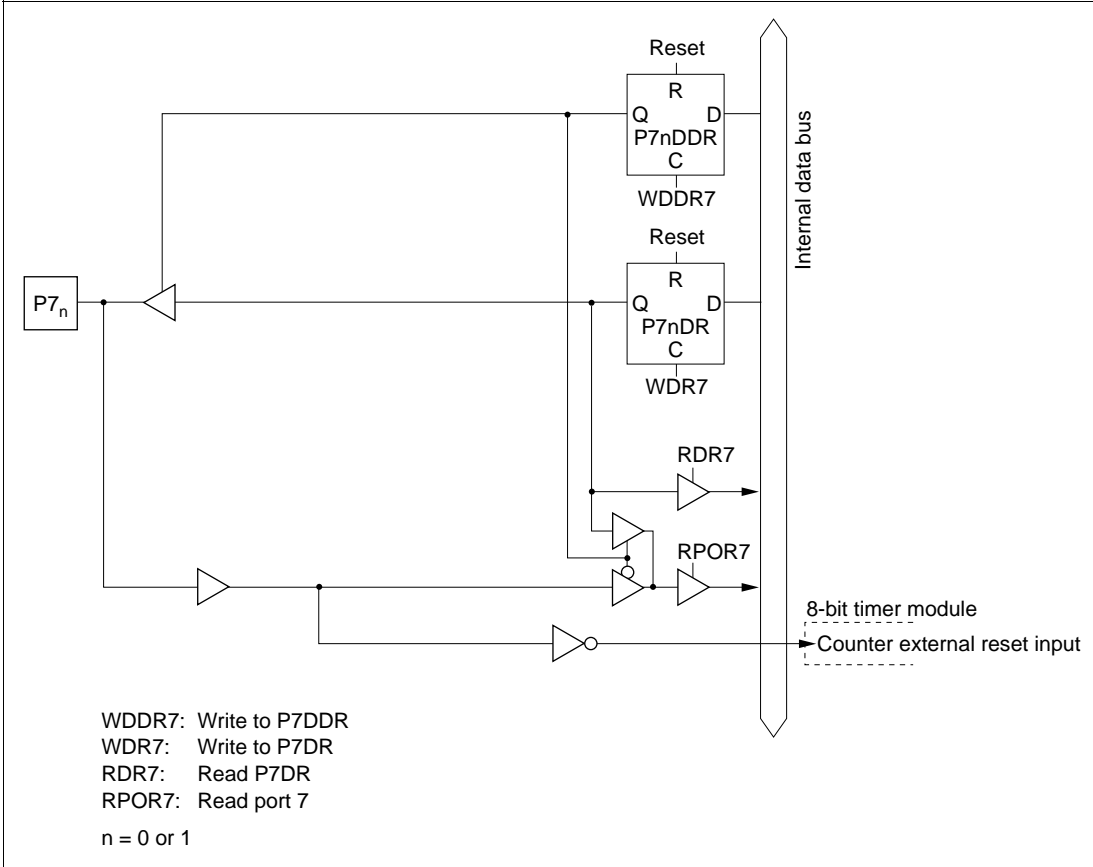 Reset
R
Q D
P7nDDR
C
WDDR7
Internal data bus
Reset
R
P7n
Q D
P7nDR
C
WDR7
RDR7
RPOR7
8-bit timer module
Counter external reset input
WDDR7: Write to P7DDR
WDR7: Write to P7DR
RDR7: Read P7DR
RPOR7: Read port 7
n = 0 or 1